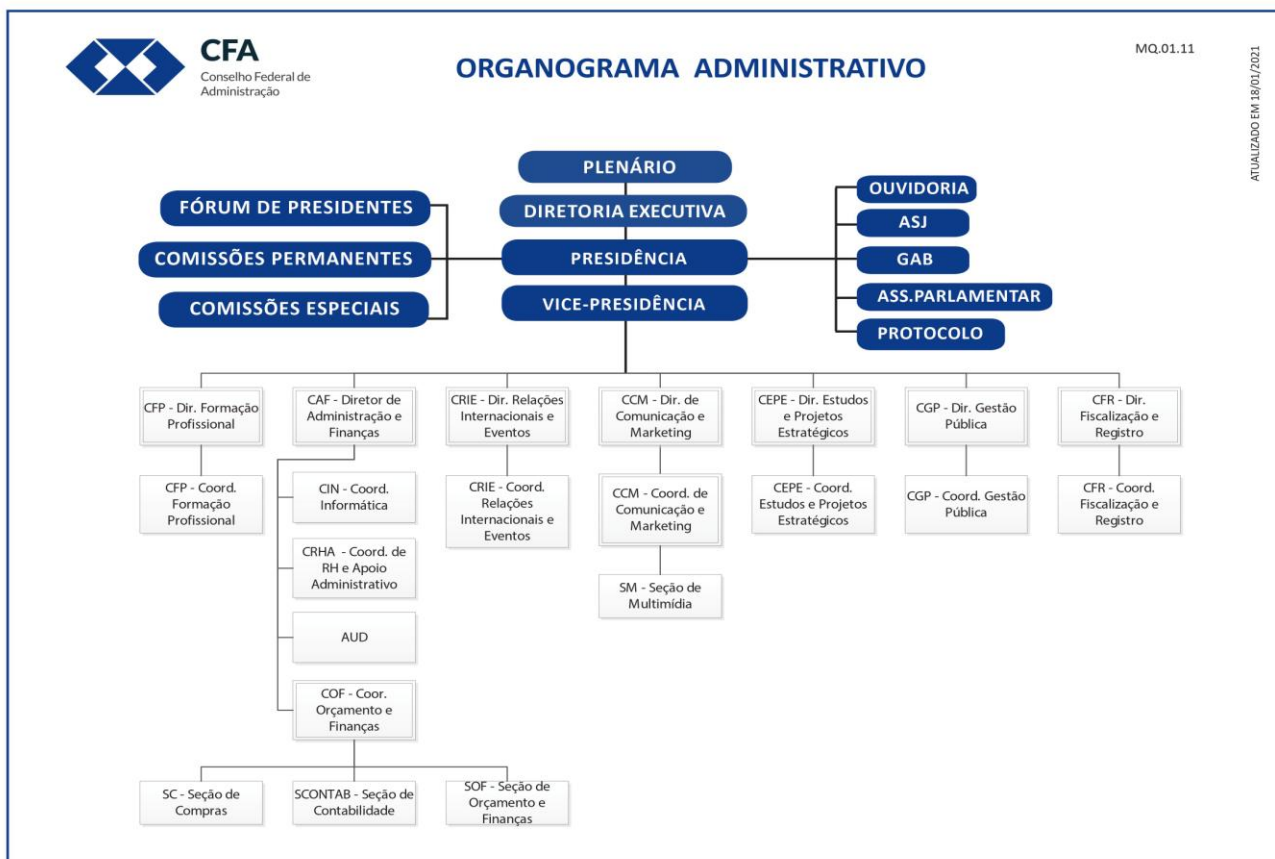 CFA
Conselho Federal de
Administração
ORGANOGRAMA ADMINISTRATIVO
MQ.01.11
ATUALIZADO EM 18/01/2021
PLENÁRIO
DIRETORIA EXECUTIVA
PRESIDÊNCIA
VICE-PRESIDÊNCIA
FÓRUM DE PRESIDENTES
COMISSÕES PERMANENTES
COMISSÕES ESPECIAIS
OUVIDORIA
ASJ
GAB
ASS.PARLAMENTAR
PROTOCOLO
CFP - Dir. Formação
Profissional
CAF – Diretor de
Administração e
Finanças
CRIE – Dir. Relações
Internacionais e
Eventos
CCM – Dir. de
Comunicação e
Marketing
CEPE – Dir. Estudos
e Projetos
Estratégicos
CGP – Dir. Gestão
Pública
CFR – Dir.
Fiscalização e
Registro
CFP – Coord.
Formação
Profissional
CIN – Coord.
Informática
CRHA - Coord. de
RH e Apoio
Administrativo
AUD
COF - Coor.
Orçamento e
Finanças
CRIE – Coord.
Relações
Internacionais e
Eventos
CCM – Coord. de
Comunicação e
Marketing
SM - Seção de
Multimídia
CEPE – Coord.
Estudos e Projetos
Estratégicos
CGP – Coord. Gestão
Pública
CFR – Coord.
Fiscalização e
Registro
SC - Seção de
Compras
SCONTAB – Seção de
Contabilidade
SOF - Seção de
Orçamento e
Finanças